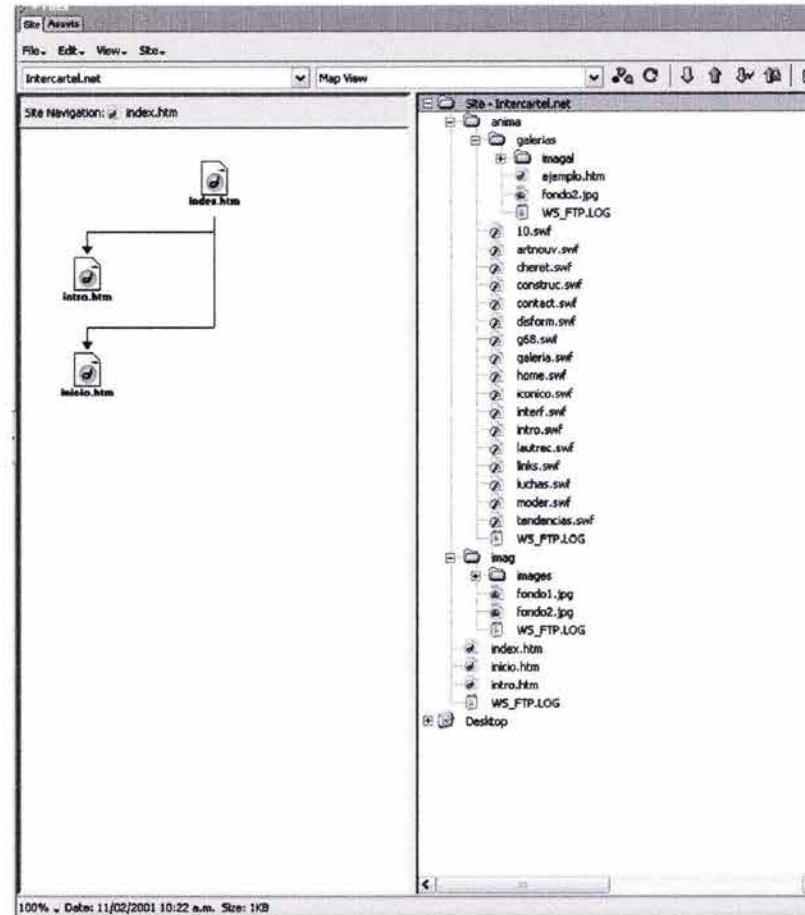 Site Assets
File Edit View Site
Intercartel.net Map View
Site Navigation: index.htm
index.htm
intro.htm
inicio.htm
Site - Intercartel.net
anima
galerias
imagal
ejemplo.htm
fondo2.jpg
WS_FTP.LOG
10.swf
artnouv.swf
cheret.swf
construc.swf
contact.swf
disform.swf
g68.swf
galeria.swf
home.swf
iconico.swf
interf.swf
intro.swf
lautrec.swf
links.swf
luchas.swf
moder.swf
tendencias.swf
WS_FTP.LOG
imag
images
fondo1.jpg
fondo2.jpg
WS_FTP.LOG
index.htm
inicio.htm
intro.htm
WS_FTP.LOG
Desktop
100% Date: 11/02/2001 10:22 a.m. Size: 1KB